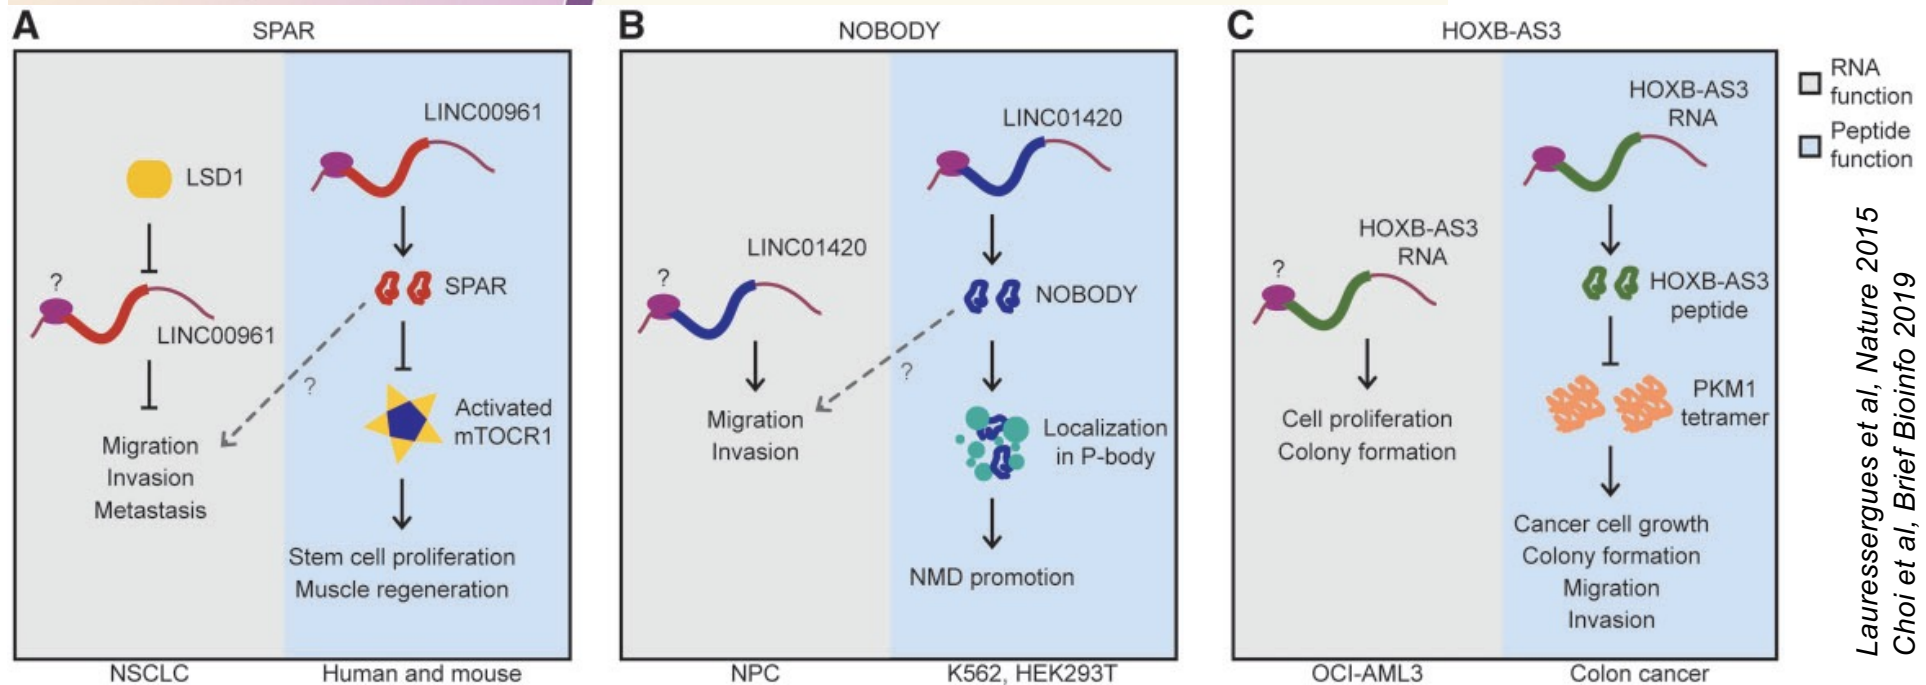 A
SPAR
LINC00961
LSD1
?
SPAR
LINC00961
?
Activated
mTOCR1
Migration
Invasion
Metastasis
Stem cell proliferation
Muscle regeneration
NSCLC
Human and mouse
B
NOBODY
LINC01420
LINC01420
?
NOBODY
?
Migration
Invasion
Localization
in P-body
NMD promotion
NPC
K562, HEK293T
C
HOXB-AS3
HOXB-AS3
RNA
HOXB-AS3
RNA
?
HOXB-AS3
peptide
PKM1
tetramer
Cell proliferation
Colony formation
Cancer cell growth
Colony formation
Migration
Invasion
OCI-AML3
Colon cancer
RNA
function
Peptide
function
Lauressergues et al, Nature 2015
Choi et al, Brief Bioinfo 2019